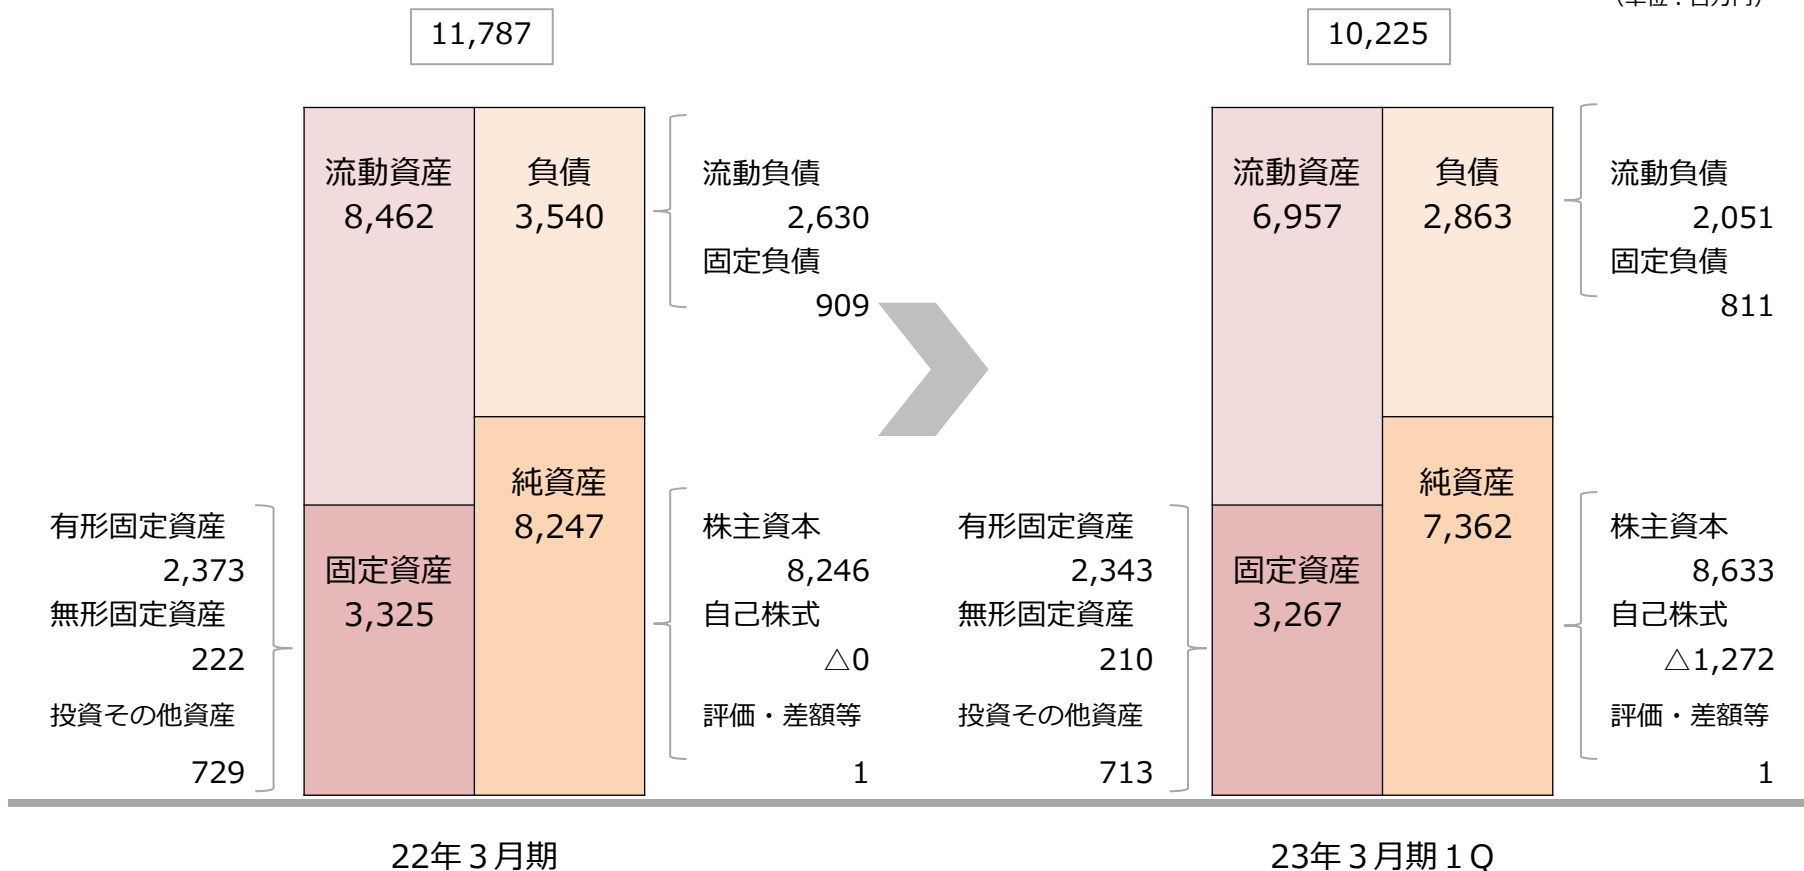 (単位：百万円)
11,787
流動資産
8,462
負債
3,540
流動負債
2,630
固定負債
909
純資産
8,247
有形固定資産
2,373
無形固定資産
222
投資その他資産
729
固定資産
3,325
株主資本
8,246
自己株式
△0
評価・差額等
1
22年３月期
10,225
流動資産
6,957
負債
2,863
流動負債
2,051
固定負債
811
純資産
7,362
有形固定資産
2,343
無形固定資産
210
投資その他資産
713
固定資産
3,267
株主資本
8,633
自己株式
△1,272
評価・差額等
1
23年３月期１Q